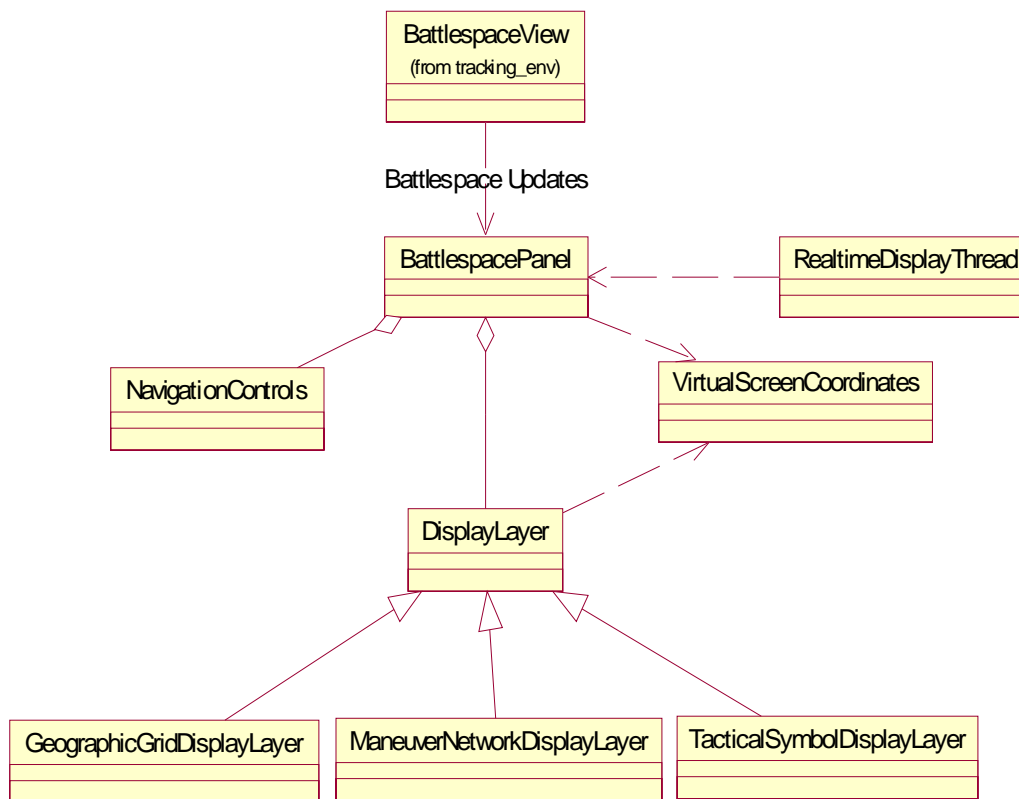 BattlespaceView
(from tracking_env)
Battlespace Updates
BattlespacePanel
RealtimeDisplayThread
NavigationControls
VirtualScreenCoordinates
DisplayLayer
GeographicGridDisplayLayer
ManeuverNetworkDisplayLayer
TacticalSymbolDisplayLayer